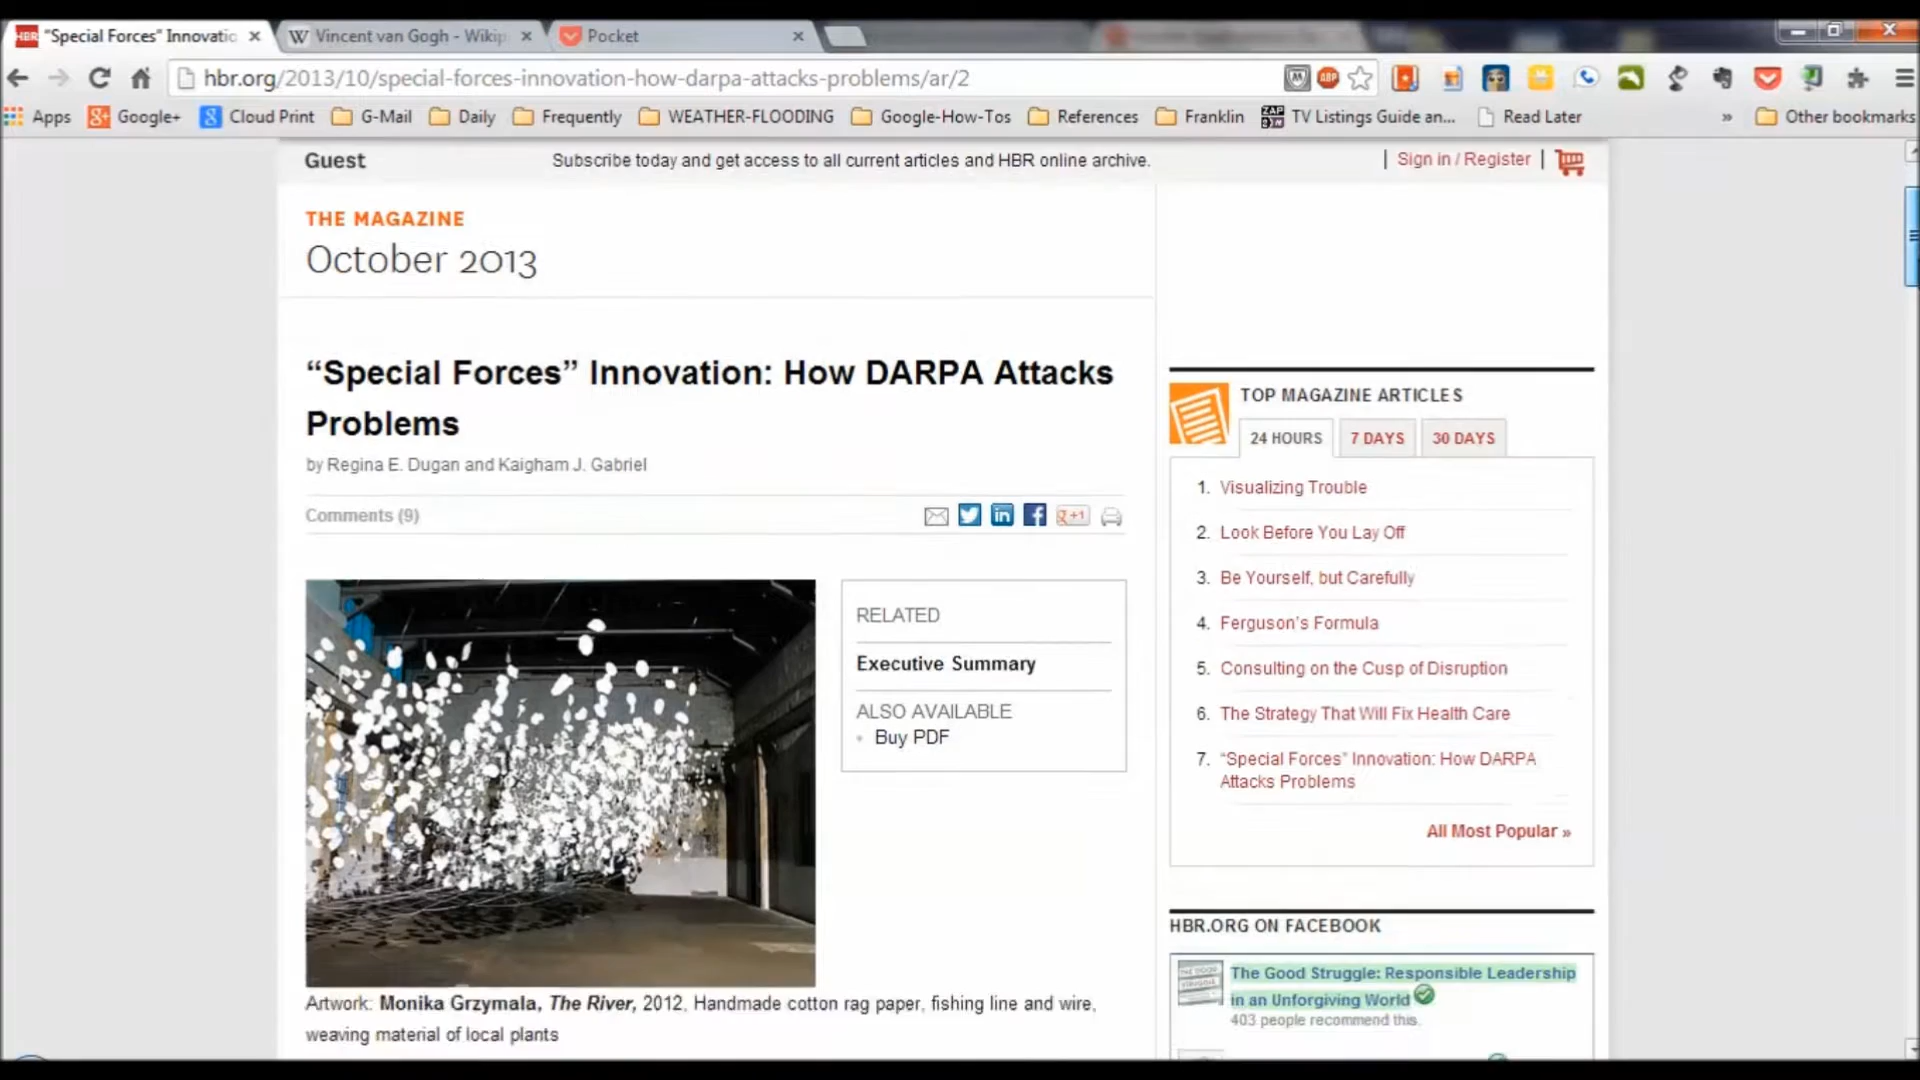 "Special Forces" Innovatio
Vincent van Gogh - Wikip
Pocket
hbr.org/2013/10/special-forces-innovation-how-darpa-attacks-problems/ar/2
Apps Google+ Cloud Print G-Mail Daily Frequently WEATHER-FLOODING Google-How-Tos References Franklin TV Listings Guide an... Read Later » Other bookmarks
Guest Subscribe today and get access to all current articles and HBR online archive. | Sign in / Register |
THE MAGAZINE
October 2013
“Special Forces” Innovation: How DARPA Attacks
Problems
by Regina E. Dugan and Kaigham J. Gabriel
Comments (9)
g+1
RELATED
Executive Summary
ALSO AVAILABLE
Buy PDF
Artwork: Monika Grzymala, The River, 2012, Handmade cotton rag paper, fishing line and wire,
weaving material of local plants
TOP MAGAZINE ARTICLES
24 HOURS 7 DAYS 30 DAYS
1. Visualizing Trouble
2. Look Before You Lay Off
3. Be Yourself, but Carefully
4. Ferguson’s Formula
5. Consulting on the Cusp of Disruption
6. The Strategy That Will Fix Health Care
7. “Special Forces” Innovation: How DARPA
Attacks Problems
All Most Popular »
HBR.ORG ON FACEBOOK
The Good Struggle: Responsible Leadership
in an Unforgiving World
403 people recommend this.